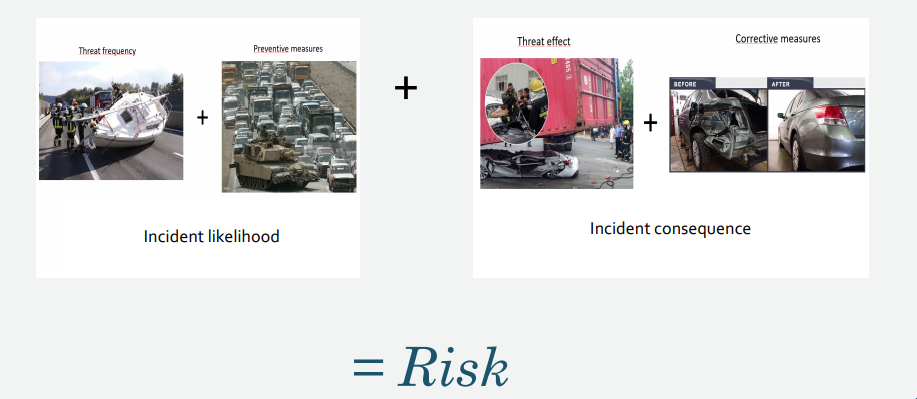 Threat frequency
+
Preventive measures
Incident likelihood
+
Threat effect
+
Corrective measures
BEFORE
AFTER
Incident consequence
= Risk